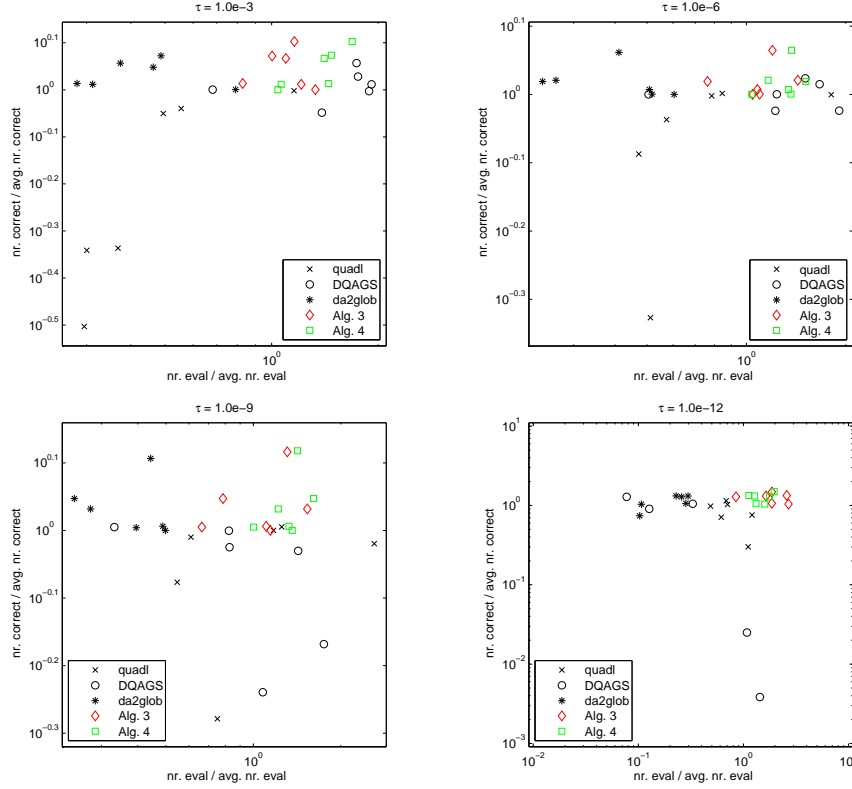 τ = 1.0e−3
10^0.1
10^0
10^−0.1
10^−0.2
10^−0.3
10^−0.4
10^−0.5
nr. correct / avg. nr. correct
quadl
DQAGS
da2glob
Alg. 3
Alg. 4
10^0
nr. eval / avg. nr. eval
τ = 1.0e−6
10^0.1
10^0
10^−0.1
10^−0.2
10^−0.3
nr. correct / avg. nr. correct
quadl
DQAGS
da2glob
Alg. 3
Alg. 4
10^0
nr. eval / avg. nr. eval
τ = 1.0e−9
10^0.1
10^0
10^−0.1
10^−0.2
10^−0.3
nr. correct / avg. nr. correct
quadl
DQAGS
da2glob
Alg. 3
Alg. 4
10^0
nr. eval / avg. nr. eval
τ = 1.0e−12
10^1
10^0
10^−1
10^−2
10^−3
nr. correct / avg. nr. correct
quadl
DQAGS
da2glob
Alg. 3
Alg. 4
10^−2 10^−1 10^0 10^1
nr. eval / avg. nr. eval